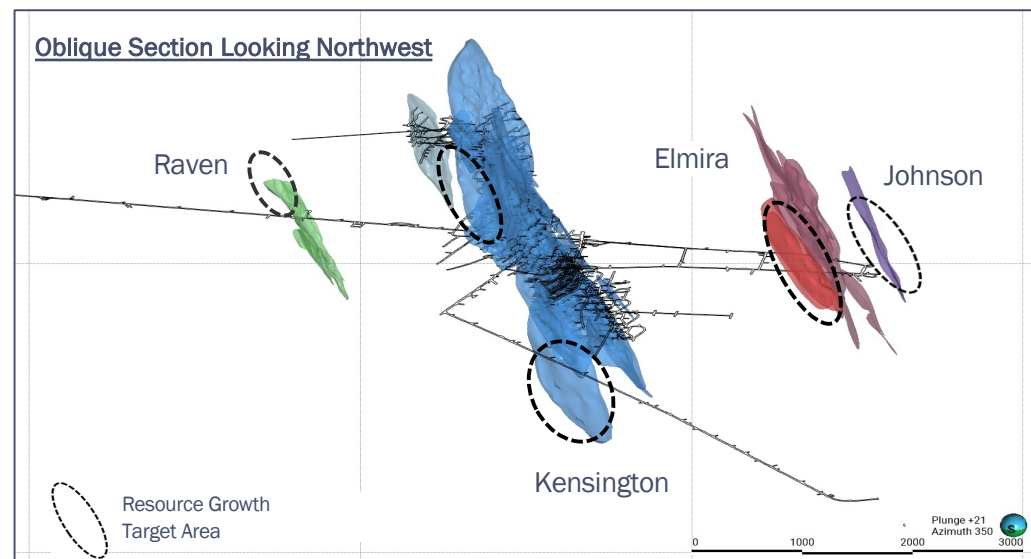 Oblique Section Looking Northwest
Raven
Elmira
Johnson
Kensington
Resource Growth
Target Area
Plunge +21
Azimuth 350
S
0 1000 2000 3000